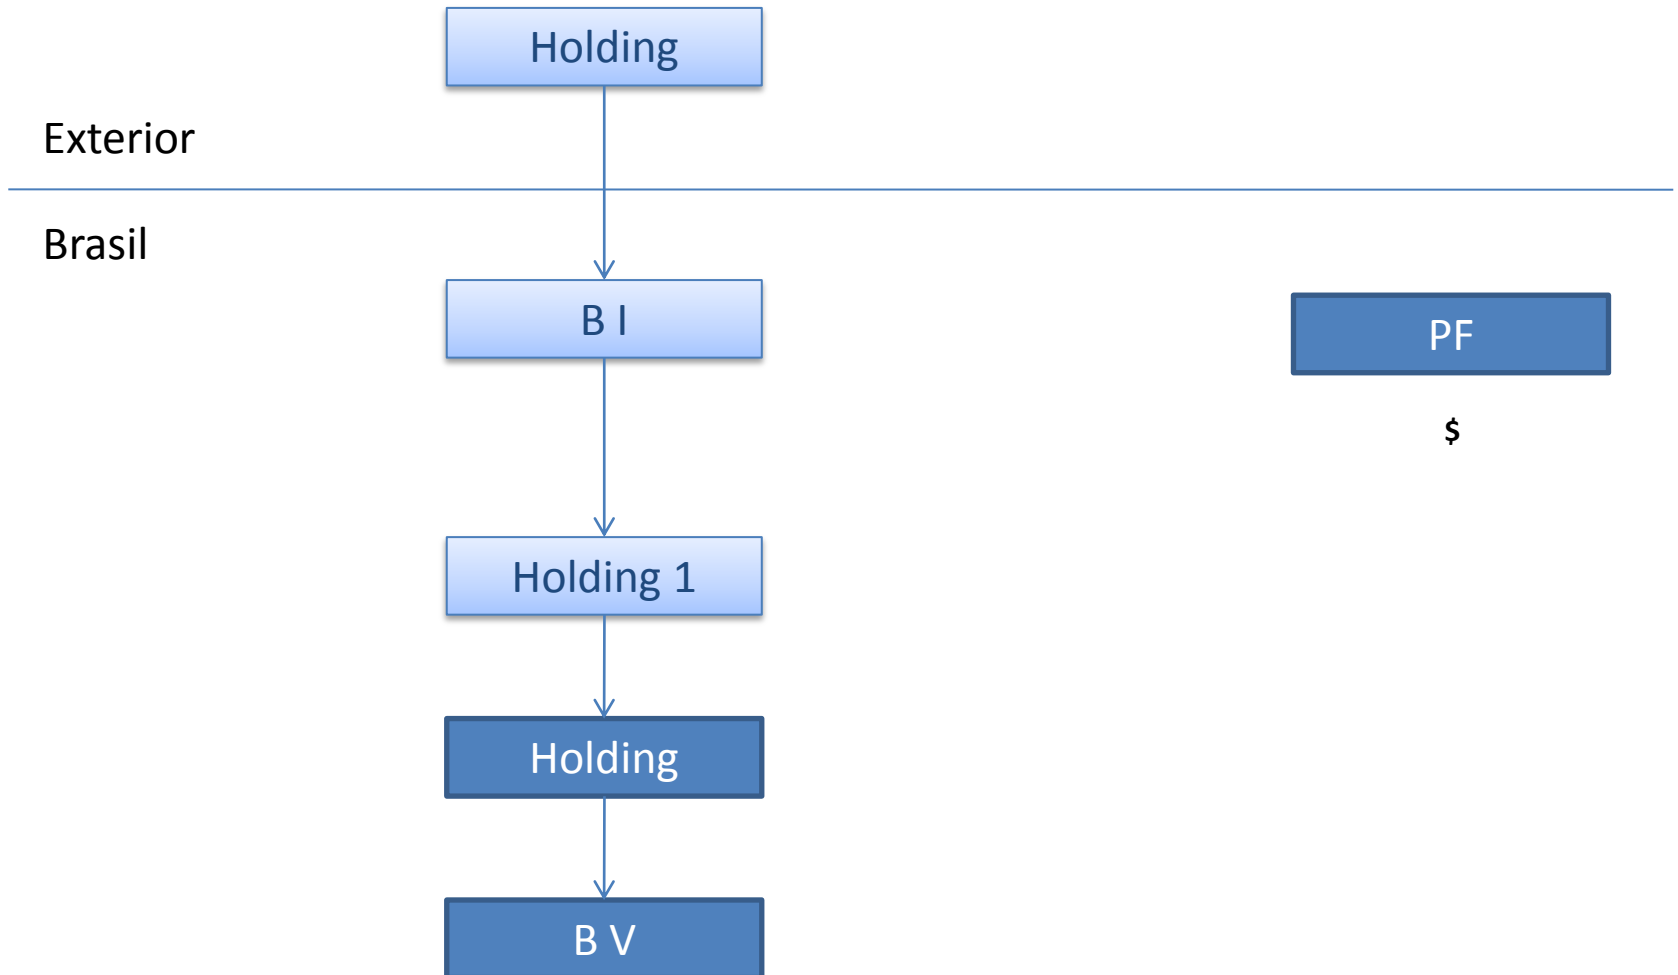 Holding
Exterior
Brasil
B I
PF
$
Holding 1
Holding
B V